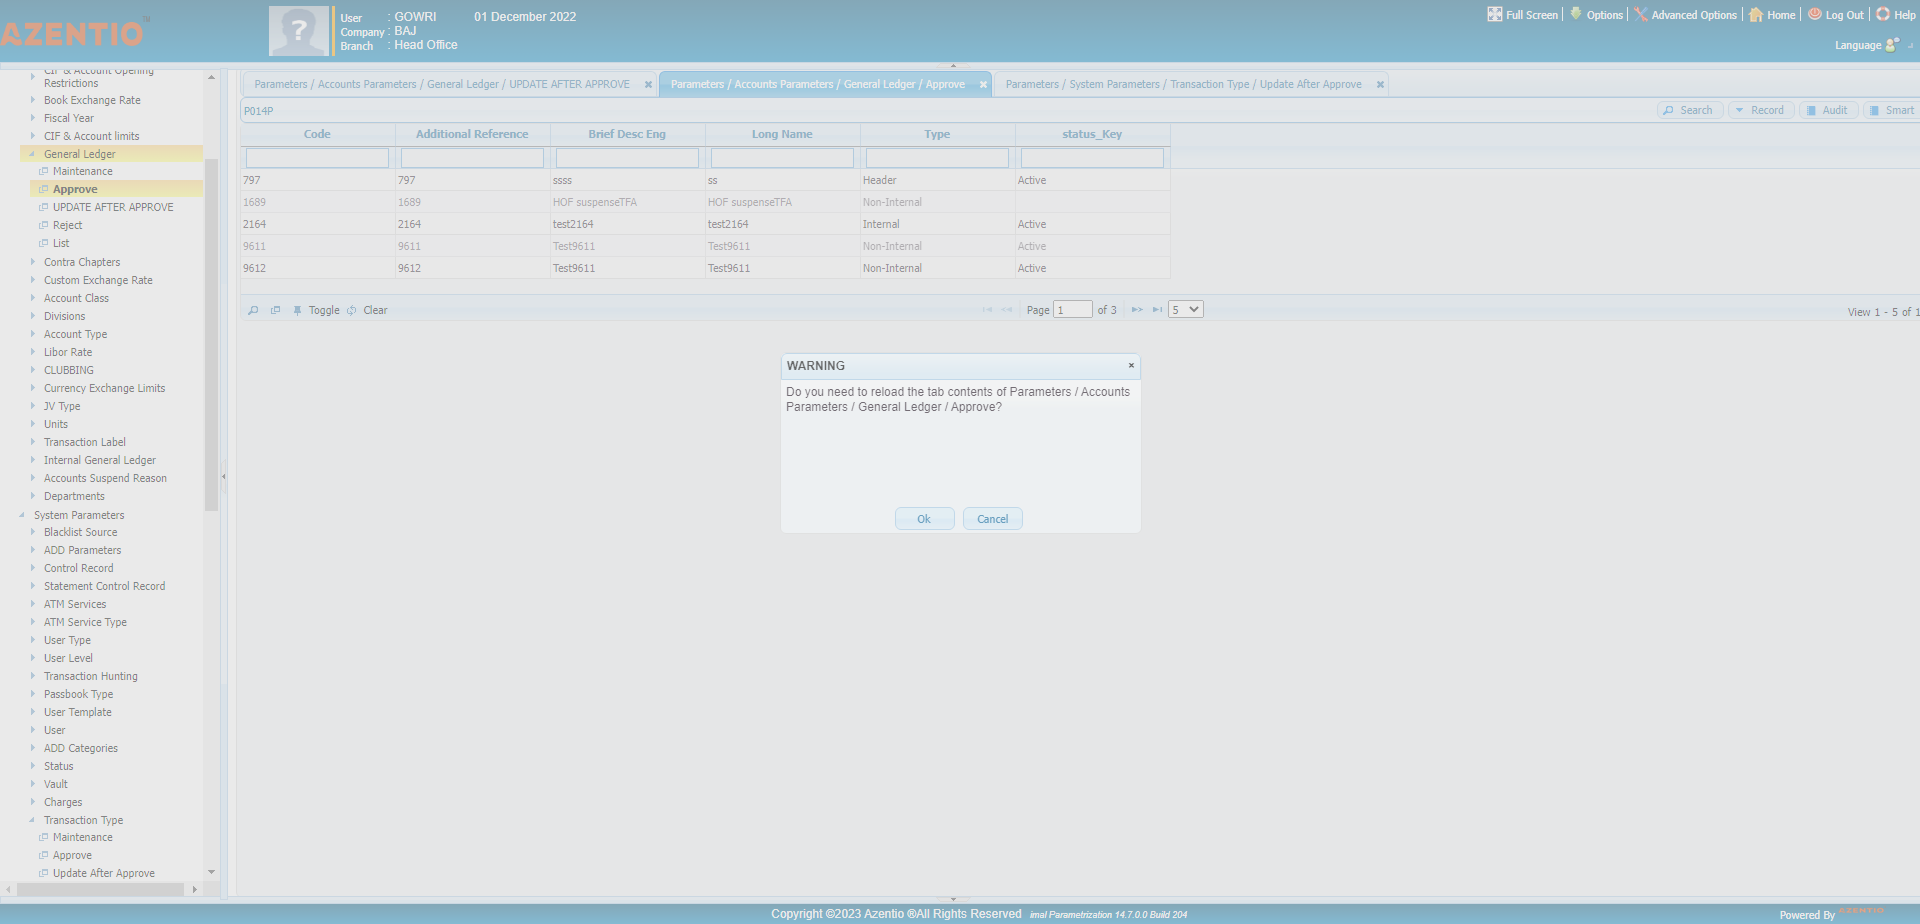 AZENTIO™
User : GOWRI 01 December 2022
Company : BAJ
Branch : Head Office
Full Screen Options Advanced Options Home Log Out Help
Language
CIF & Account Opening
Restrictions
Book Exchange Rate
Fiscal Year
CIF & Account limits
General Ledger
Maintenance
Approve
UPDATE AFTER APPROVE
Reject
List
Contra Chapters
Custom Exchange Rate
Account Class
Divisions
Account Type
Libor Rate
CLUBBING
Currency Exchange Limits
JV Type
Units
Transaction Label
Internal General Ledger
Accounts Suspend Reason
Departments
System Parameters
Blacklist Source
ADD Parameters
Control Record
Statement Control Record
ATM Services
ATM Service Type
User Type
User Level
Transaction Hunting
Passbook Type
User Template
User
ADD Categories
Status
Vault
Charges
Transaction Type
Maintenance
Approve
Update After Approve
Parameters / Accounts Parameters / General Ledger / UPDATE AFTER APPROVE Parameters / Accounts Parameters / General Ledger / Approve Parameters / System Parameters / Transaction Type / Update After Approve
P014P Search Record Audit Smart
Code Additional Reference Brief Desc Eng Long Name Type status_Key
797 797 ssss ss Header Active
1689 1689 HOF suspenseTFA HOF suspenseTFA Non-Internal
2164 2164 test2164 test2164 Internal Active
9611 9611 Test9611 Test9611 Non-Internal Active
9612 9612 Test9611 Test9611 Non-Internal Active
Toggle Clear Page 1 of 3 5 View 1 - 5 of 1
WARNING ×
Do you need to reload the tab contents of Parameters / Accounts
Parameters / General Ledger / Approve?
Ok Cancel
Copyright ©2023 Azentio ®All Rights Reserved imal Parametrization 14.7.0.0 Build 204
Powered By AZENTIO